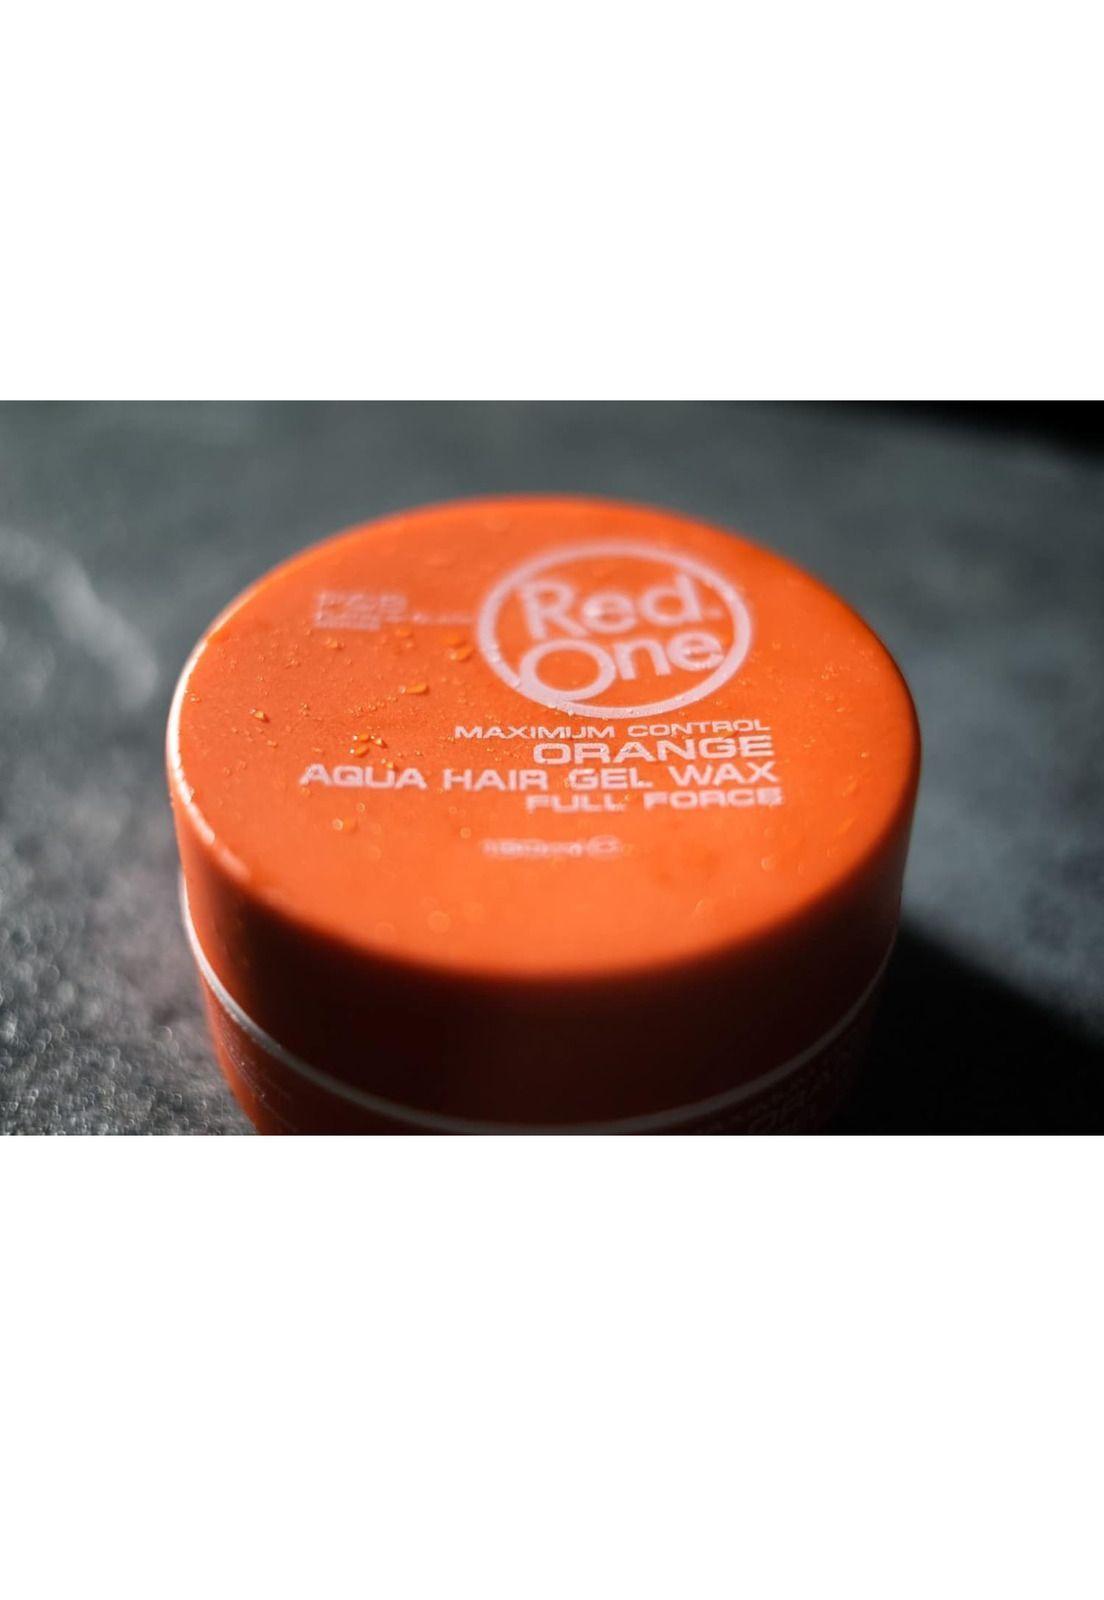 Red
One
MAXIMUM CONTROL
ORANGE
AQUA HAIR GEL WAX
FULL FORCE